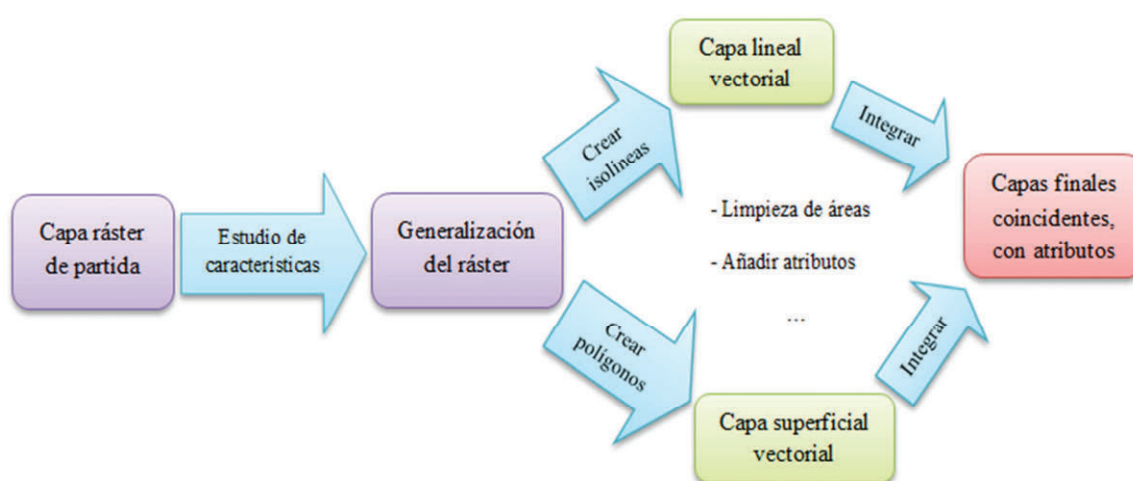 Capa ráster
de partida
Estudio de
características
Generalización
del ráster
Crear
isolíneas
Capa lineal
vectorial
Integrar
- Limpieza de áreas
- Añadir atributos
...
Crear
polígonos
Capa superficial
vectorial
Integrar
Capas finales
coincidentes,
con atributos